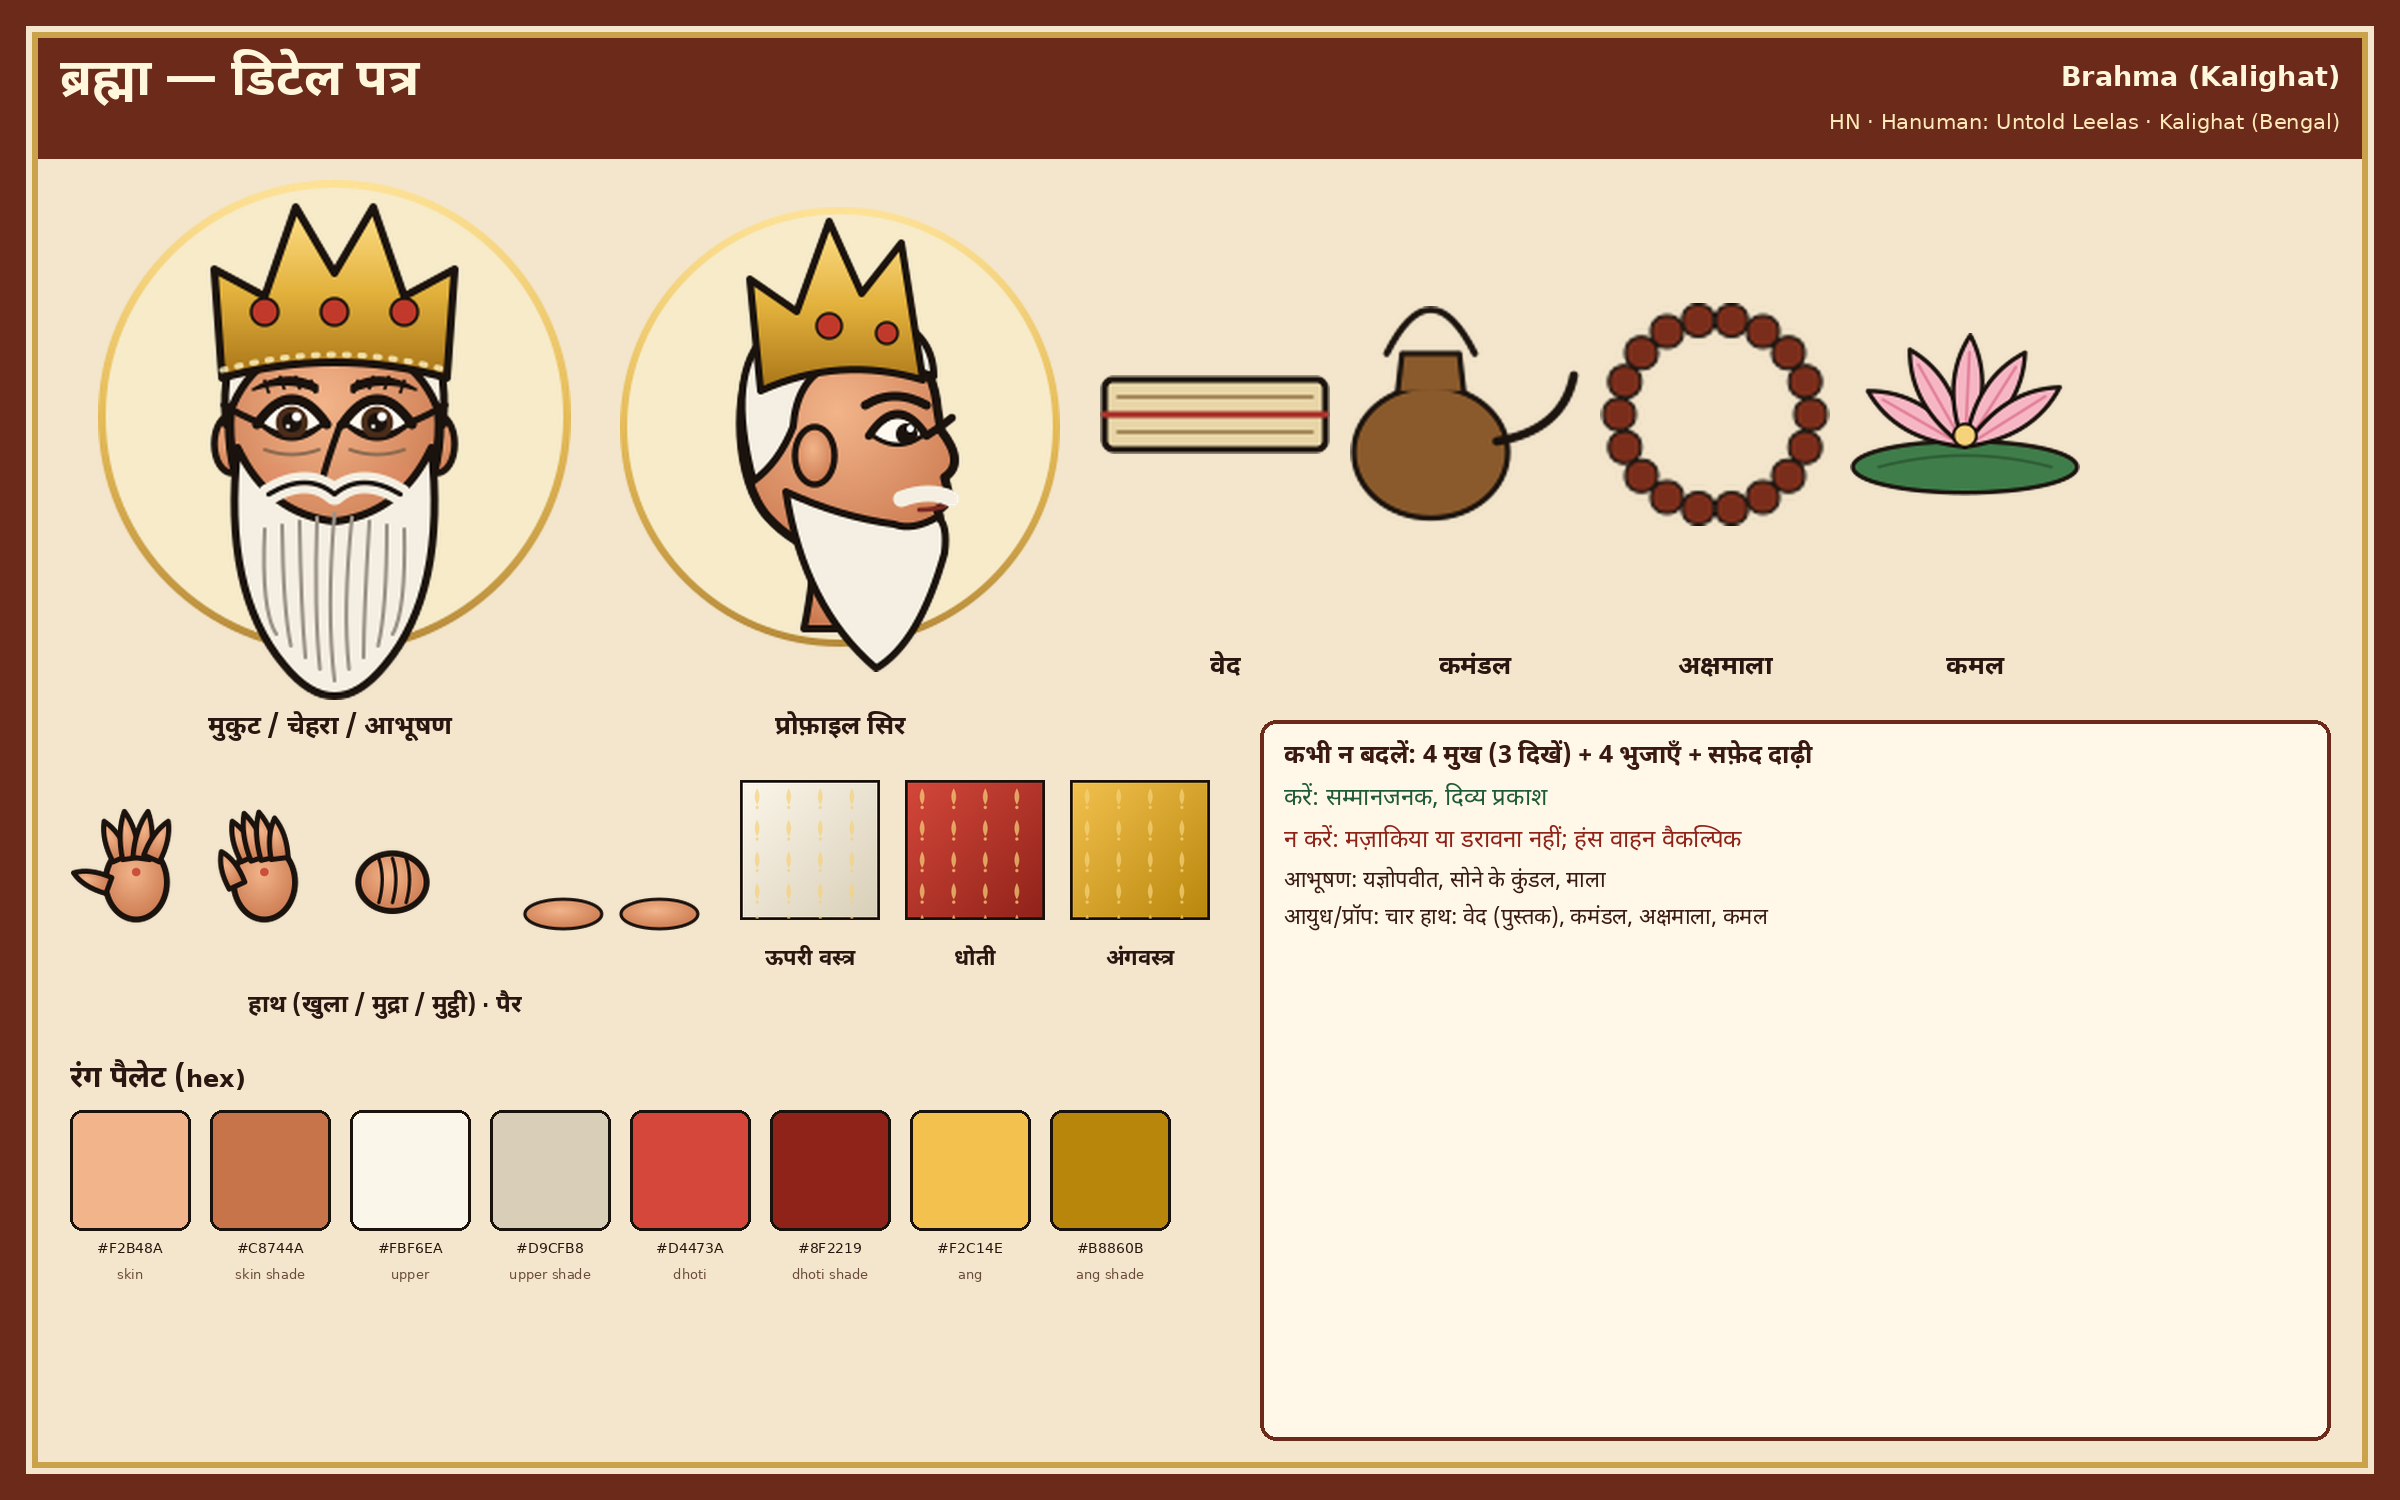 ब्रह्मा — डिटेल पत्र
Brahma (Kalighat)
HN · Hanuman: Untold Leelas · Kalighat (Bengal)
वेद
कमंडल
अक्षमाला
कमल
मुकुट / चेहरा / आभूषण
प्रोफ़ाइल सिर
कभी न बदलें: 4 मुख (3 दिखें) + 4 भुजाएँ + सफ़ेद दाढ़ी
करें: सम्मानजनक, दिव्य प्रकाश
न करें: मज़ाकिया या डरावना नहीं; हंस वाहन वैकल्पिक
आभूषण: यज्ञोपवीत, सोने के कुंडल, माला
आयुध/प्रॉप: चार हाथ: वेद (पुस्तक), कमंडल, अक्षमाला, कमल
ऊपरी वस्त्र
धोती
अंगवस्त्र
हाथ (खुला / मुद्रा / मुट्ठी) · पैर
रंग पैलेट (hex)
#F2B48A
#C8744A
#FBF6EA
#D9CFB8
#D4473A
#8F2219
#F2C14E
#B8860B
skin
skin shade
upper
upper shade
dhoti
dhoti shade
ang
ang shade